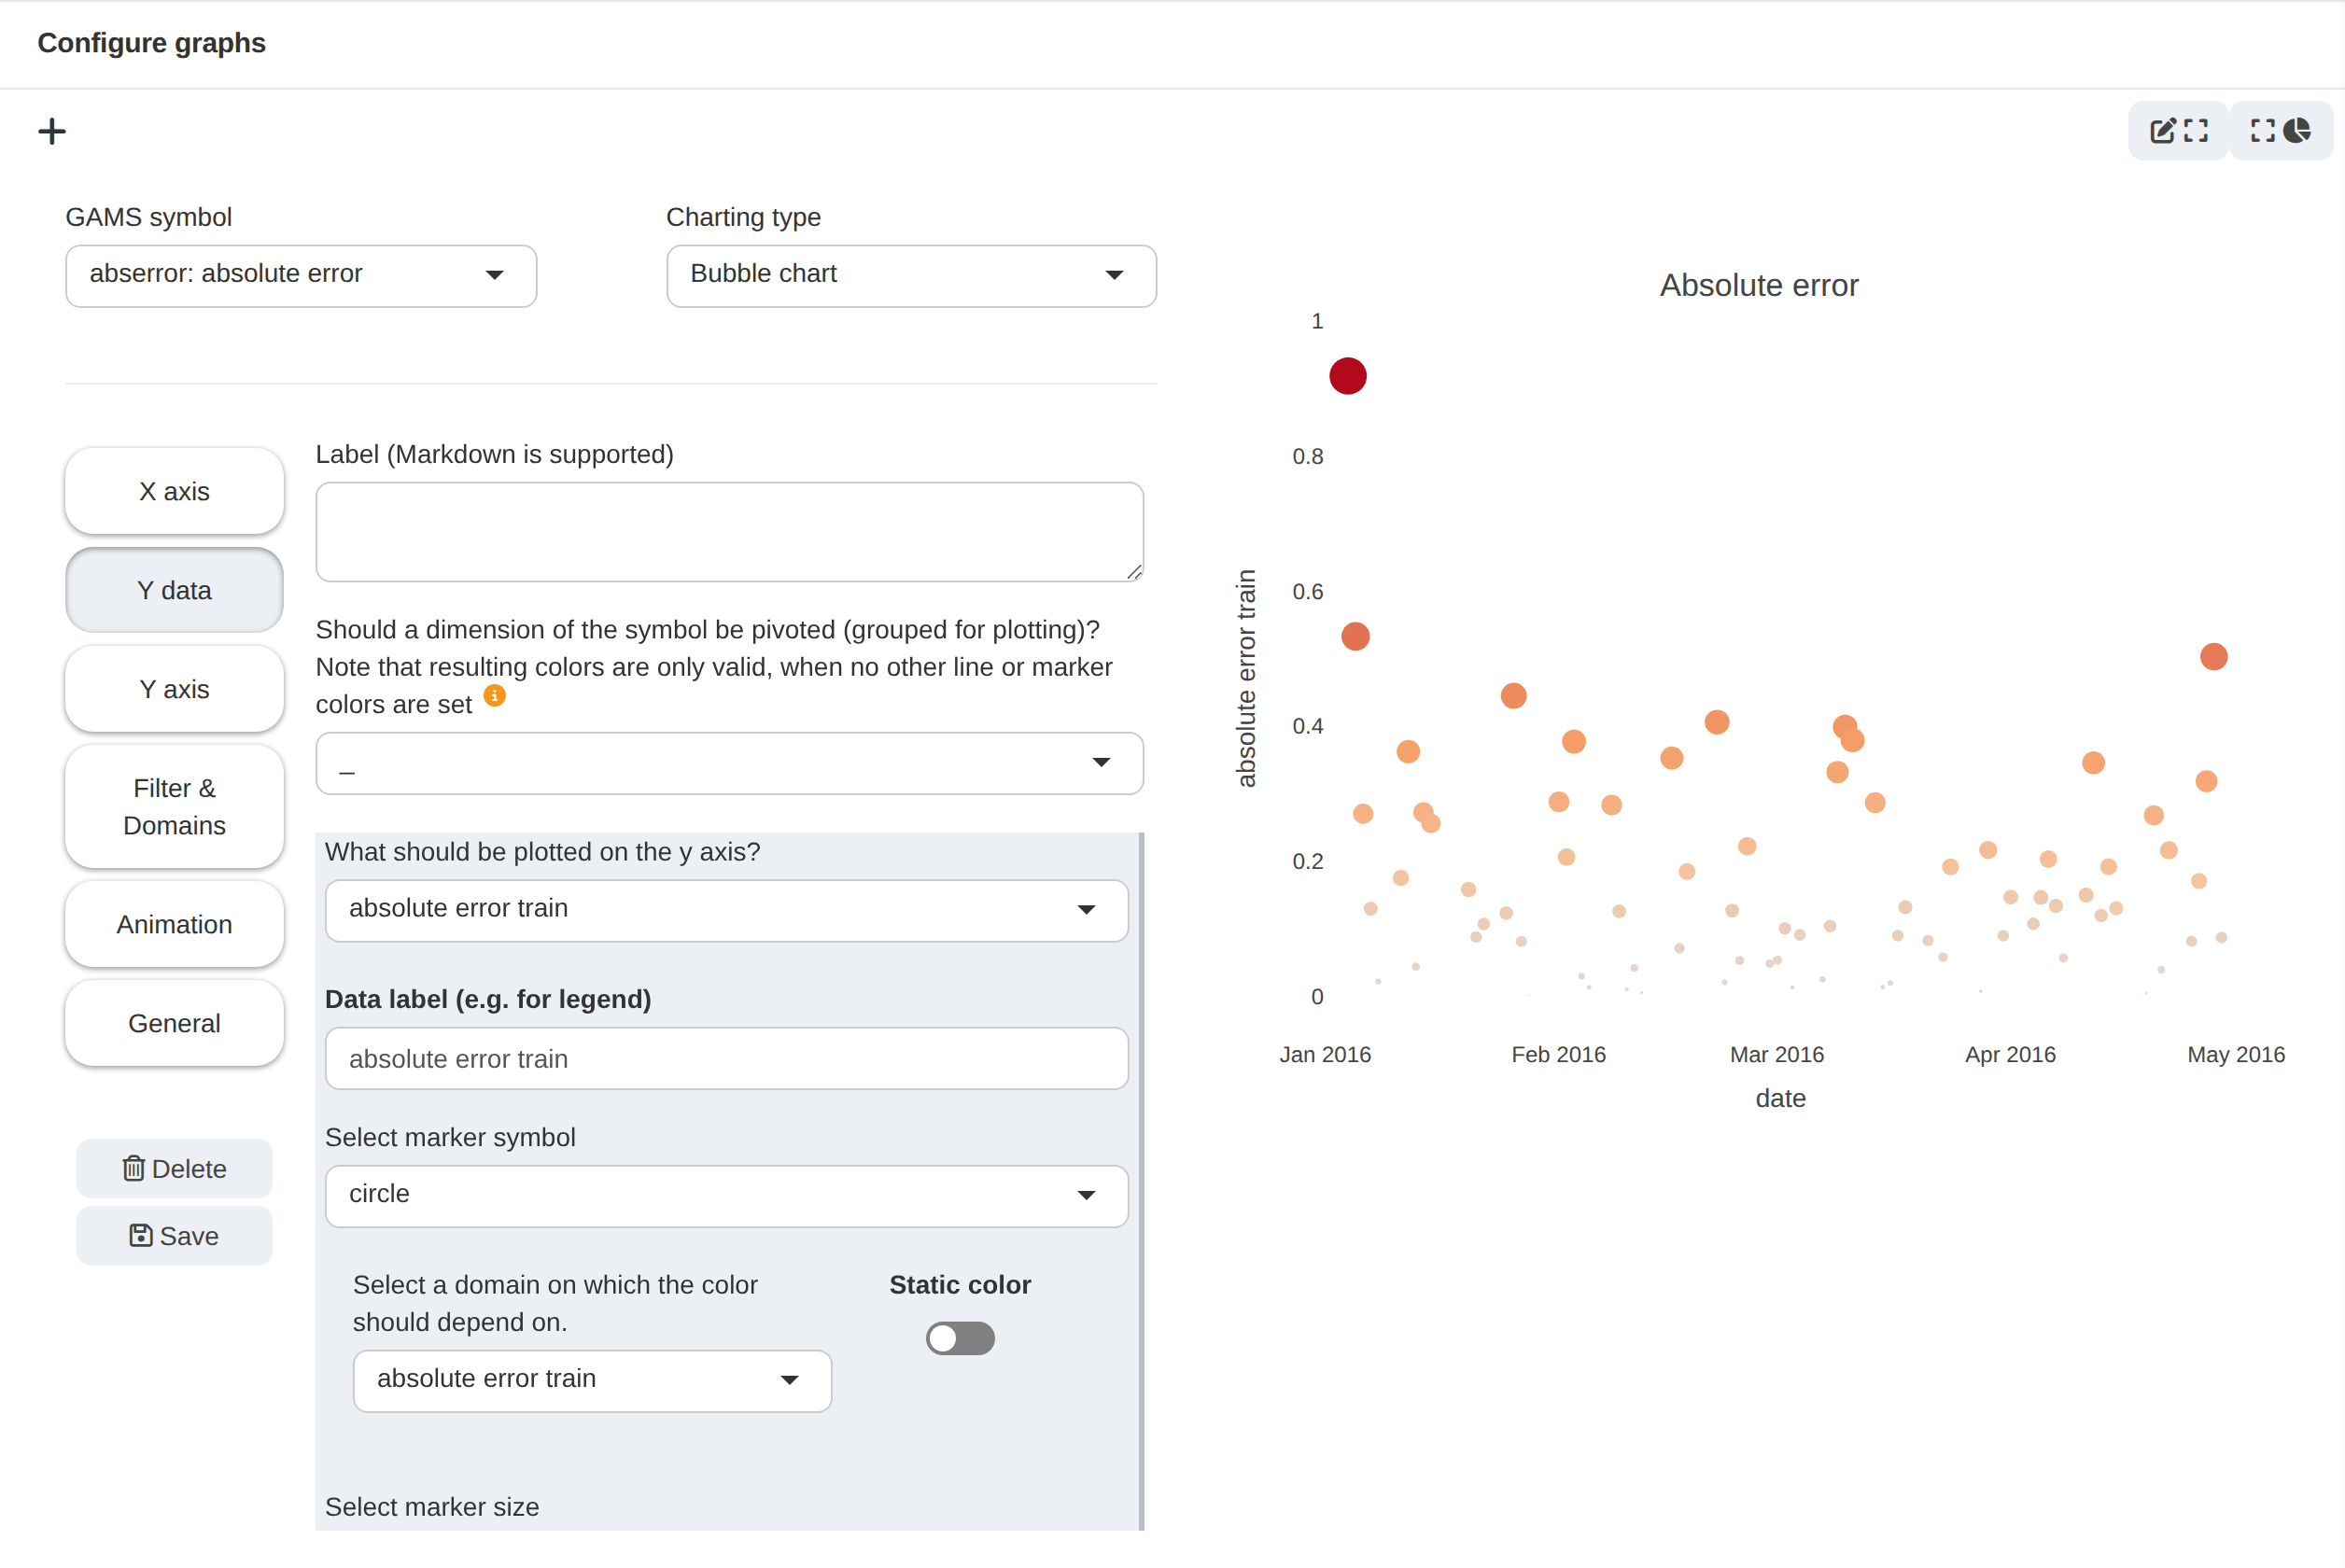 Configure graphs
GAMS symbol
Charting type
abserror: absolute error
Bubble chart
X axis
Y data
Y axis
Filter &
Domains
Animation
General
Delete
Save
Label (Markdown is supported)
Should a dimension of the symbol be pivoted (grouped for plotting)?
Note that resulting colors are only valid, when no other line or marker
colors are set
_
What should be plotted on the y axis?
absolute error train
Data label (e.g. for legend)
absolute error train
Select marker symbol
circle
Select a domain on which the color
should depend on.
Static color
absolute error train
Select marker size
Absolute error
absolute error train
1
0.8
0.6
0.4
0.2
0
Jan 2016
Feb 2016
Mar 2016
Apr 2016
May 2016
date